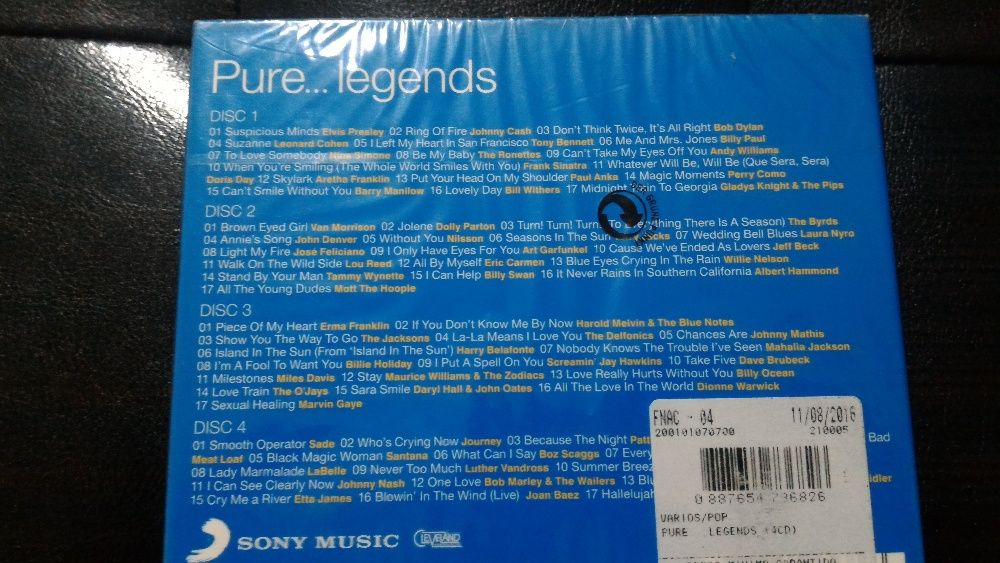 Pure... legends
DISC 1
01 Suspicious Minds Elvis Presley 02 Ring Of Fire Johnny Cash 03 Don't Think Twice, It's All Right Bob Dylan
04 Suzanne Leonard Cohen 05 I Left My Heart In San Francisco Tony Bennett 06 Me And Mrs. Jones Billy Paul
07 To Love Somebody Nina Simone 08 Be My Baby The Ronettes 09 Can't Take My Eyes Off You Andy Williams
10 When You're Smiling (The Whole World Smiles With You) Frank Sinatra 11 Whatever Will Be, Will Be (Que Sera, Sera)
Doris Day 12 Skylark Aretha Franklin 13 Put Your Head On My Shoulder Paul Anka 14 Magic Moments Perry Como
15 Can't Smile Without You Barry Manilow 16 Lovely Day Bill Withers 17 Midnight Train To Georgia Gladys Knight & The Pips
DISC 2
01 Brown Eyed Girl Van Morrison 02 Jolene Dolly Parton 03 Turn! Turn! Turn! To Everything There Is A Season) The Byrds
04 Annie's Song John Denver 05 Without You Nilsson 06 Seasons In The Sun 07 Wedding Bell Blues Laura Nyro
08 Light My Fire José Feliciano 09 I Only Have Eyes For You Art Garfunkel 10 Cause We've Ended As Lovers Jeff Beck
11 Walk On The Wild Side Lou Reed 12 All By Myself Eric Carmen 13 Blue Eyes Crying In The Rain Willie Nelson
14 Stand By Your Man Tammy Wynette 15 I Can Help Billy Swan 16 It Never Rains In Southern California Albert Hammond
17 All The Young Dudes Mott The Hoople
DISC 3
01 Piece Of My Heart Erma Franklin 02 If You Don't Know Me By Now Harold Melvin & The Blue Notes
03 Show You The Way To Go The Jacksons 04 La-La Means I Love You The Delfonics 05 Chances Are Johnny Mathis
06 Island In The Sun (From 'Island In The Sun') Harry Belafonte 07 Nobody Knows The Trouble I've Seen Mahalia Jackson
08 I'm A Fool To Want You Billie Holiday 09 I Put A Spell On You Screamin' Jay Hawkins 10 Take Five Dave Brubeck
11 Milestones Miles Davis 12 Stay Maurice Williams & The Zodiacs 13 Love Really Hurts Without You Billy Ocean
14 Love Train The O'Jays 15 Sara Smile Daryl Hall & John Oates 16 All The Love In The World Dionne Warwick
17 Sexual Healing Marvin Gaye
DISC 4
01 Smooth Operator Sade 02 Who's Crying Now Journey 03 Because The Night Patt Bad
Meat Loaf 05 Black Magic Woman Santana 06 What Can I Say Boz Scaggs 07 Every
08 Lady Marmalade LaBelle 09 Never Too Much Luther Vandross 10 Summer Breez
11 I Can See Clearly Now Johnny Nash 12 One Love Bob Marley & The Wailers 13 Blu idler
15 Cry Me a River Etta James 16 Blowin' In The Wind (Live) Joan Baez 17 Hallelujah
SONY MUSIC CLEVELAND
FNAC - 04 11/08/2016
200101070700 210005
0 887654 736826
VARIOS/POP
PURE LEGENDS (4CD)